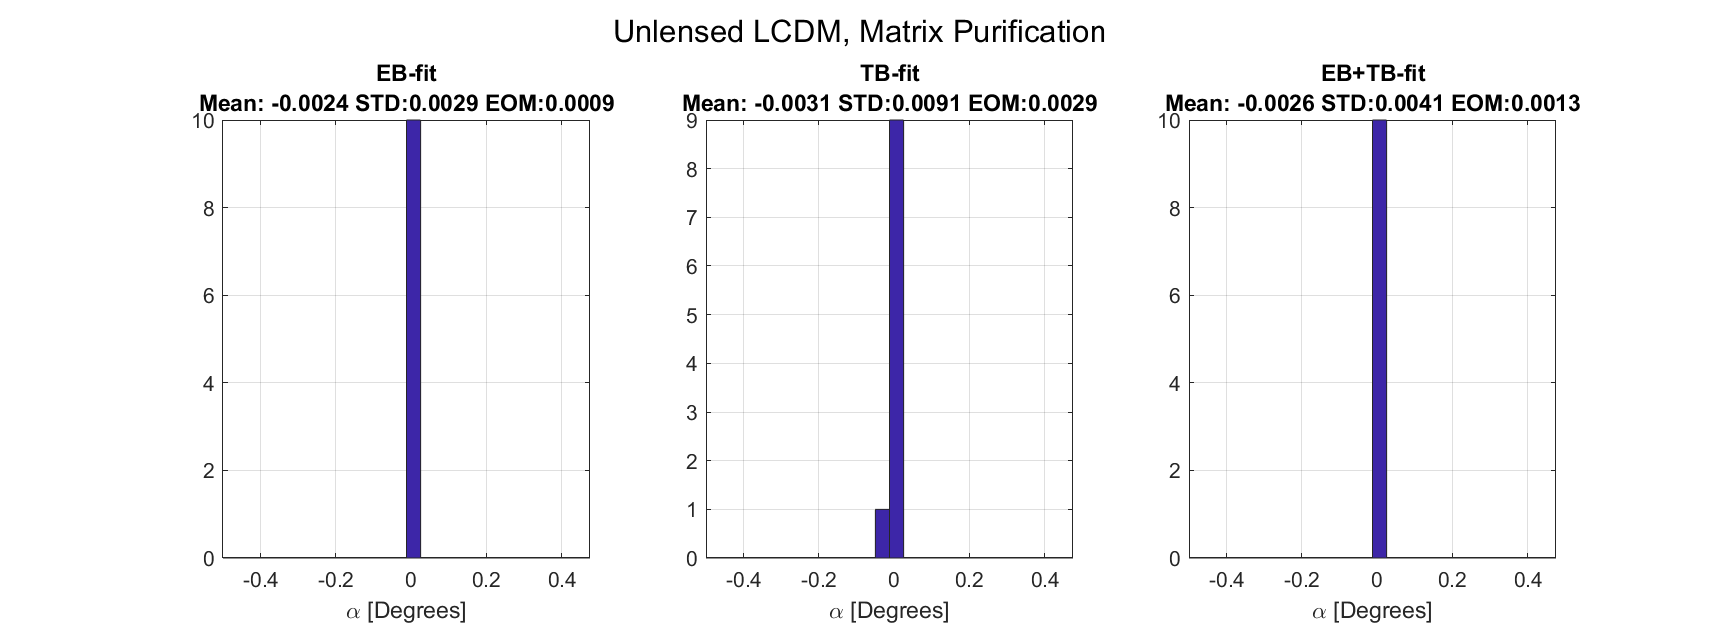 Unlensed LCDM, Matrix Purification
EB-fit
Mean: -0.0024 STD:0.0029 EOM:0.0009
10
8
6
4
2
0
-0.4 -0.2 0 0.2 0.4
α [Degrees]
TB-fit
Mean: -0.0031 STD:0.0091 EOM:0.0029
9
8
7
6
5
4
3
2
1
0
-0.4 -0.2 0 0.2 0.4
α [Degrees]
EB+TB-fit
Mean: -0.0026 STD:0.0041 EOM:0.0013
10
8
6
4
2
0
-0.4 -0.2 0 0.2 0.4
α [Degrees]